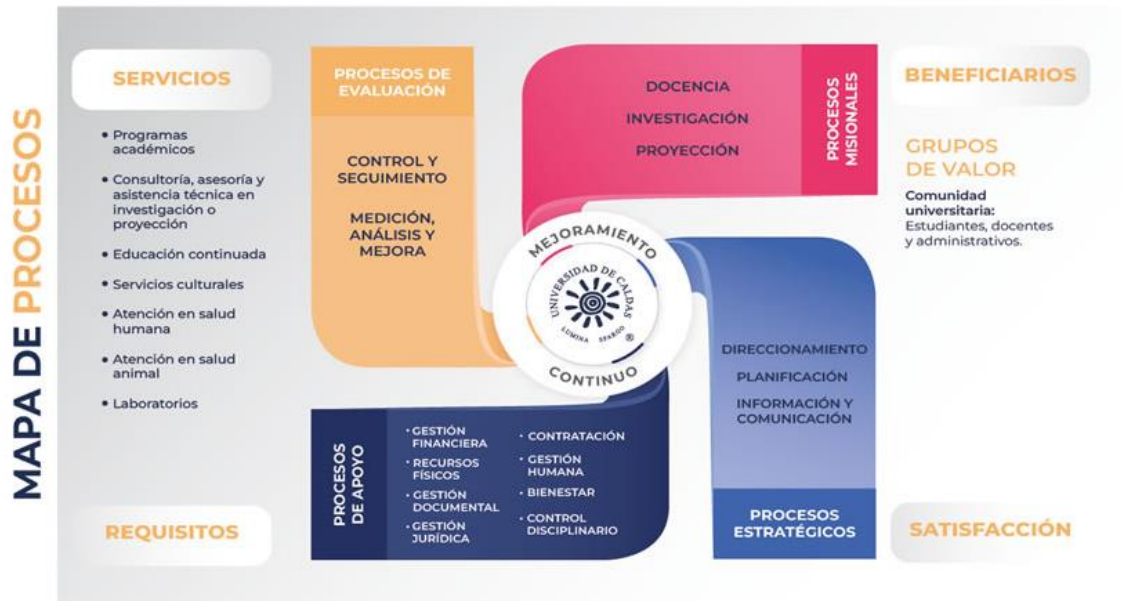 MAPA DE PROCESOS
SERVICIOS
• Programas
académicos
• Consultoría, asesoría y
asistencia técnica en
investigación o
proyección
• Educación continuada
• Servicios culturales
• Atención en salud
humana
• Atención en salud
animal
• Laboratorios
REQUISITOS
PROCESOS DE
EVALUACIÓN
CONTROL Y
SEGUIMIENTO
MEDICIÓN,
ANÁLISIS Y
MEJORA
DOCENCIA
INVESTIGACIÓN
PROYECCIÓN
PROCESOS
MISIONALES
MEJORAMIENTO
UNIVERSIDAD DE CALDAS
LUMINA SPARGO
®
CONTINUO
PROCESOS
DE APOYO
• GESTIÓN
FINANCIERA
• RECURSOS
FÍSICOS
• GESTIÓN
DOCUMENTAL
• GESTIÓN
JURÍDICA
• CONTRATACIÓN
• GESTIÓN
HUMANA
• BIENESTAR
• CONTROL
DISCIPLINARIO
DIRECCIONAMIENTO
PLANIFICACIÓN
INFORMACIÓN Y
COMUNICACIÓN
PROCESOS
ESTRATÉGICOS
BENEFICIARIOS
GRUPOS
DE VALOR
Comunidad
universitaria:
Estudiantes, docentes
y administrativos.
SATISFACCIÓN